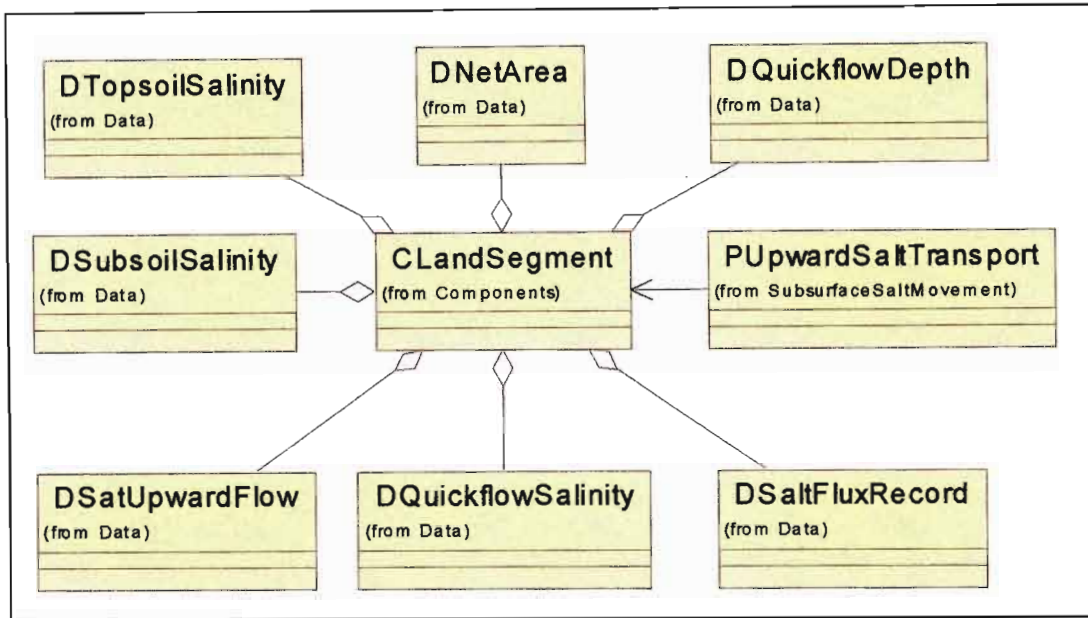 DTopsoilSalinity
(from Data)
DNetArea
(from Data)
DQuickflowDepth
(from Data)
DSubsoilSalinity
(from Data)
CLandSegment
(from Components)
PUpwardSaltTransport
(from SubsurfaceSaltMovement)
DSatUpwardFlow
(from Data)
DQuickflowSalinity
(from Data)
DSaltFluxRecord
(from Data)